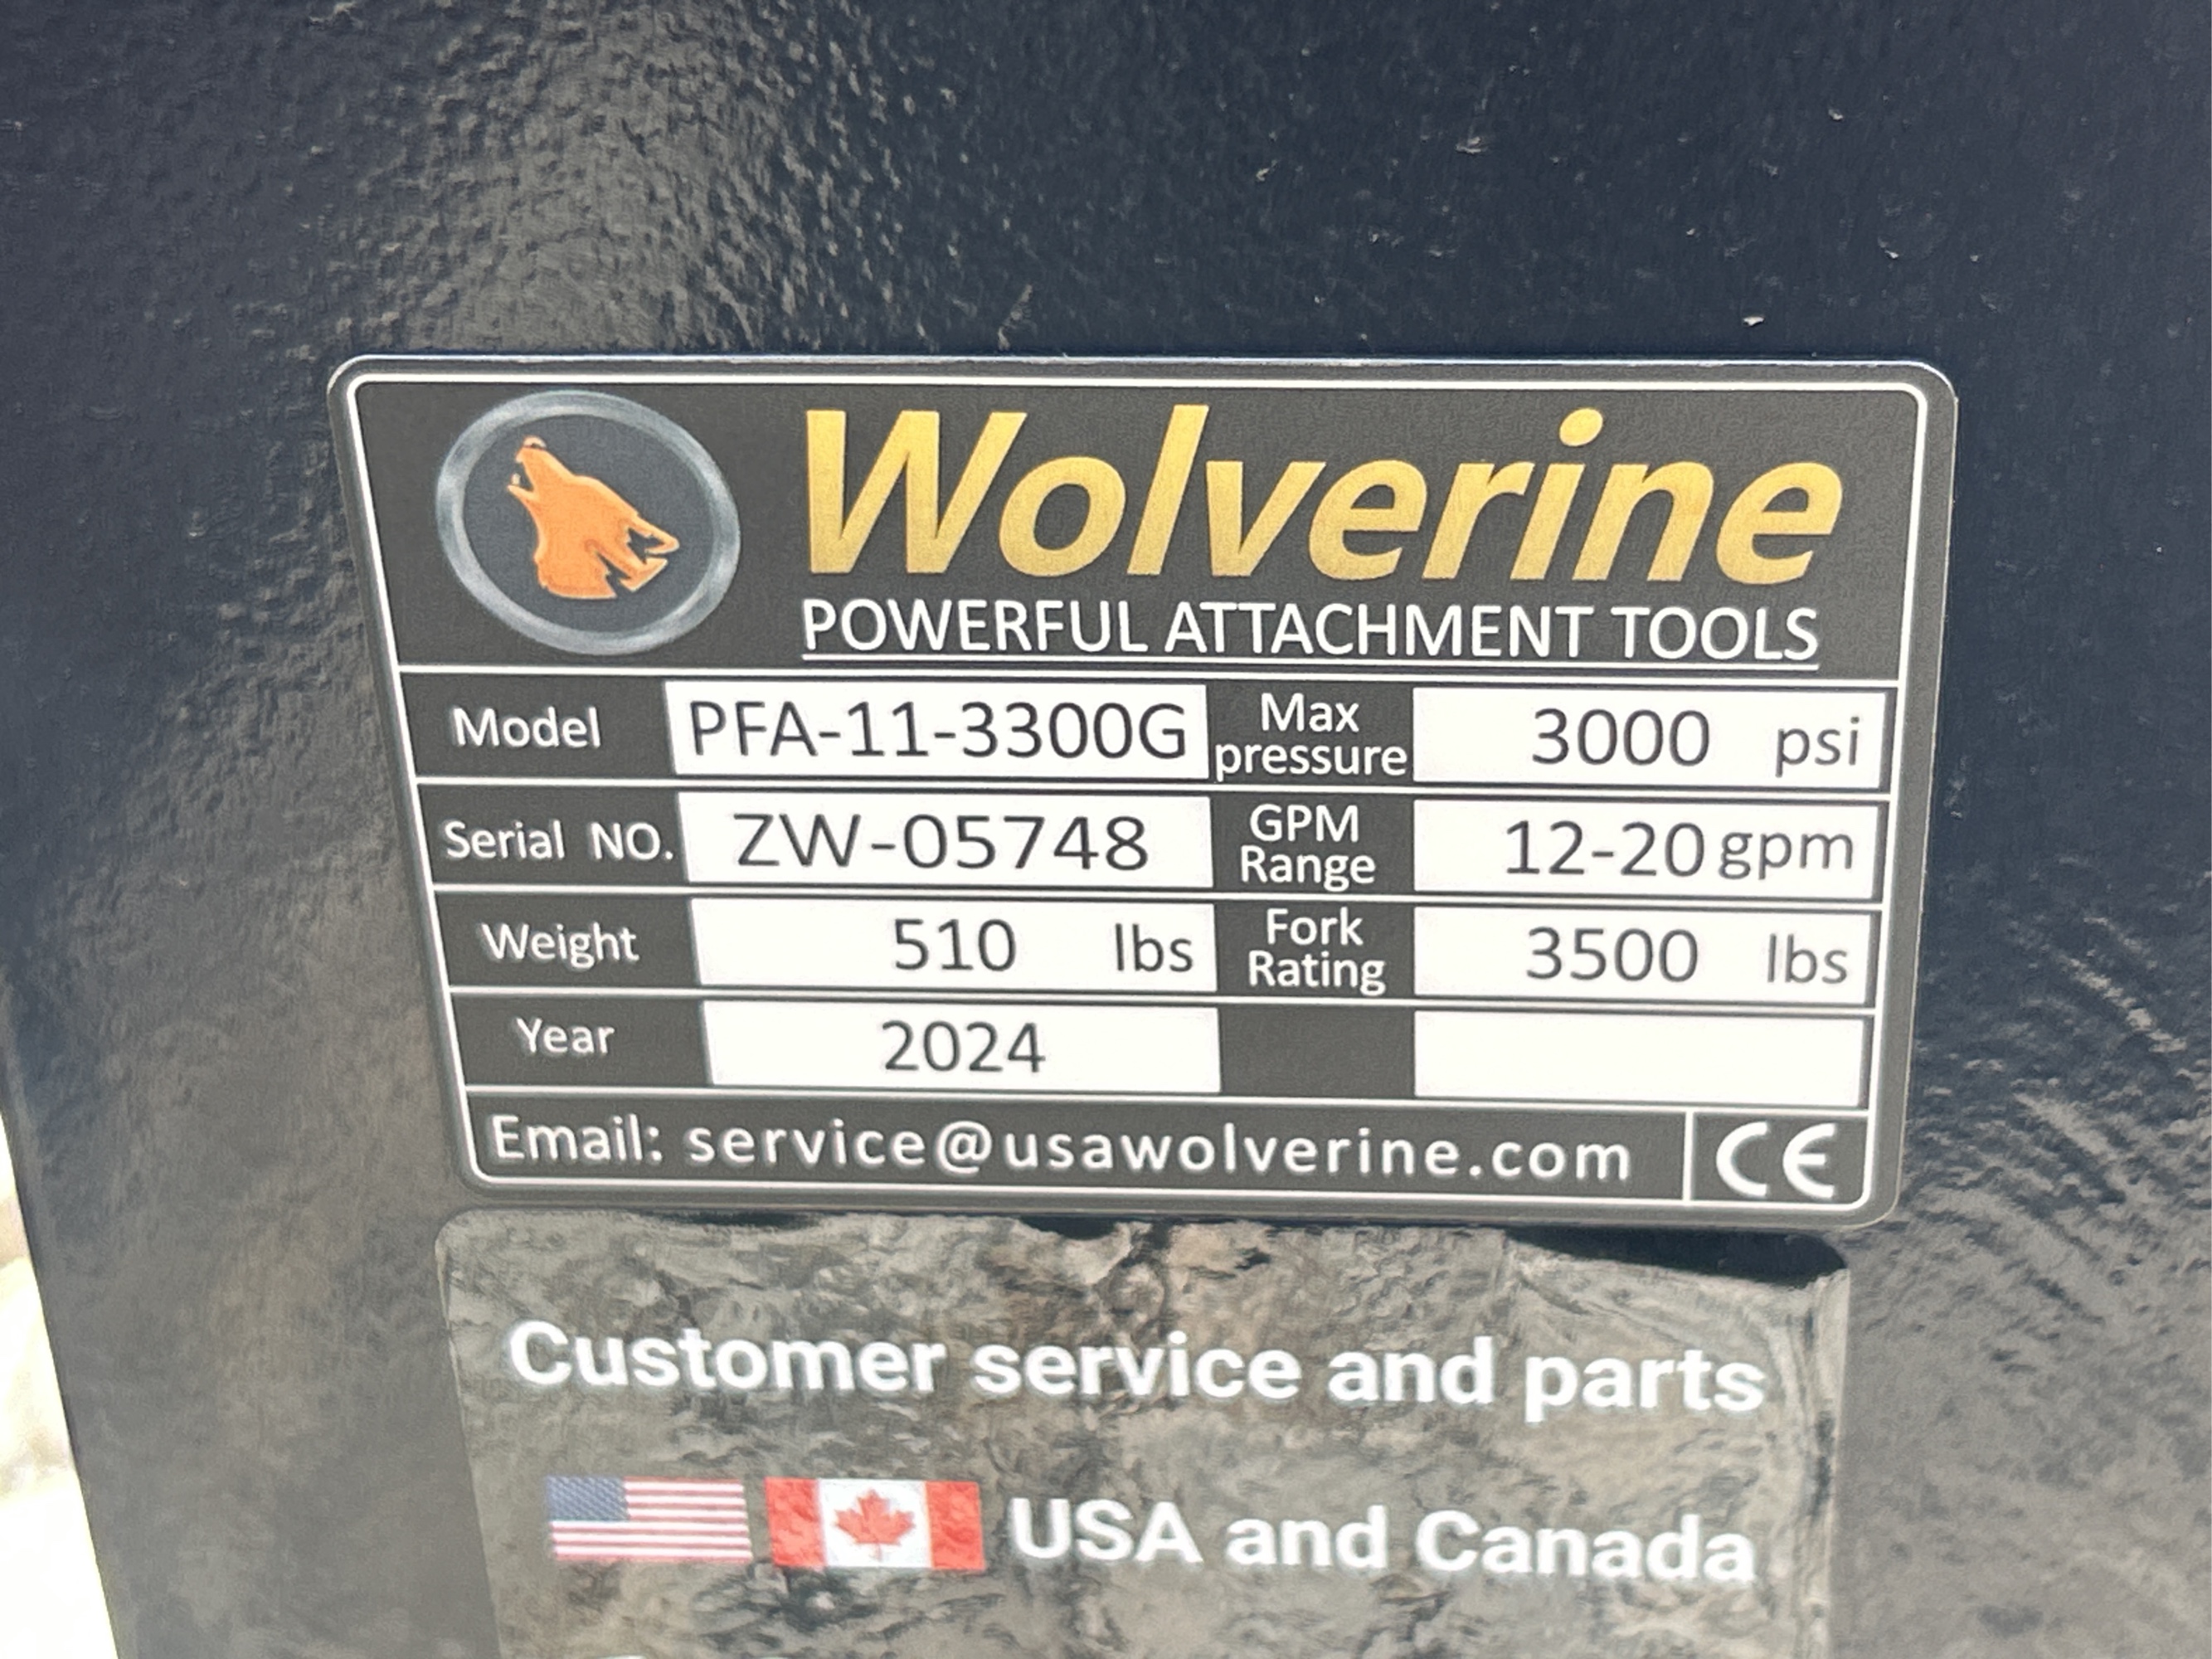 Wolverine
POWERFUL ATTACHMENT TOOLS
Model PFA-11-3300G Max pressure 3000 psi
Serial NO. ZW-05748 GPM Range 12-20 gpm
Weight 510 lbs Fork Rating 3500 lbs
Year 2024
Email: service@usawolverine.com CE
Customer service and parts
USA and Canada